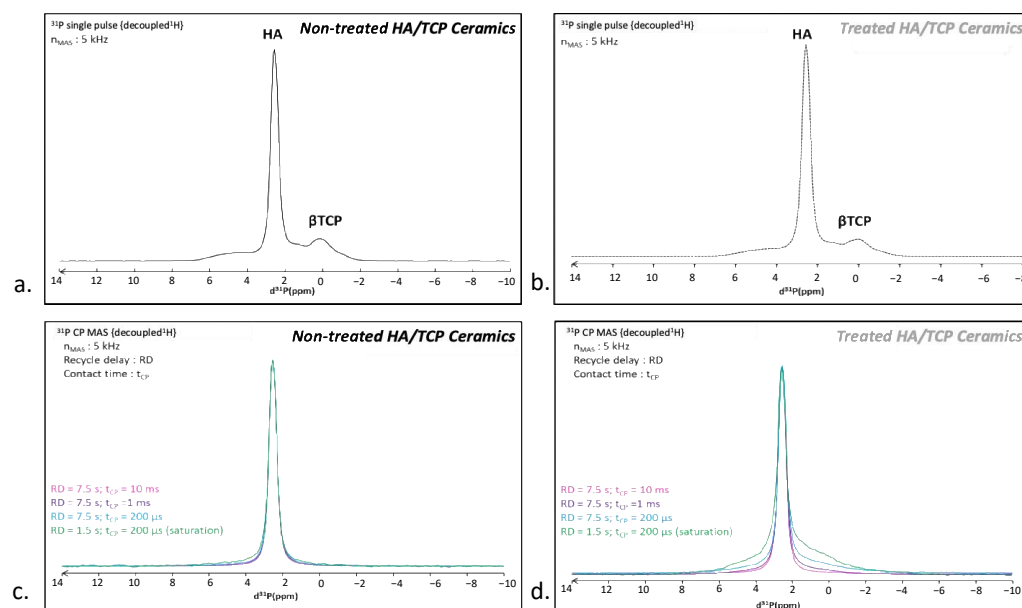 ³¹P single pulse {decoupled¹H}
n_MAS : 5 kHz
Non-treated HA/TCP Ceramics
HA
βTCP
14 12 10 8 6 4 2 0 −2 −4 −6 −8 −10
d³¹P(ppm)
a.
³¹P single pulse {decoupled¹H}
n_MAS : 5 kHz
Treated HA/TCP Ceramics
HA
βTCP
14 12 10 8 6 4 2 0 −2 −4 −6 −8
d³¹P(ppm)
b.
³¹P CP MAS {decoupled¹H}
n_MAS : 5 kHz
Recycle delay : RD
Contact time : t_CP
Non-treated HA/TCP Ceramics
RD = 7.5 s; t_CP = 10 ms
RD = 7.5 s; t_CP =1 ms
RD = 7.5 s; t_CP = 200 µs
RD = 1.5 s; t_CP = 200 µs (saturation)
14 12 10 8 6 4 2 0 −2 −4 −6 −8 −10
d³¹P(ppm)
c.
³¹P CP MAS {decoupled¹H}
n_MAS : 5 kHz
Recycle delay : RD
Contact time : t_CP
Treated HA/TCP Ceramics
RD = 7.5 s; t_CP = 10 ms
RD = 7.5 s; t_CP =1 ms
RD = 7.5 s; t_CP = 200 µs
RD = 1.5 s; t_CP = 200 µs (saturation)
14 12 10 8 6 4 2 0 −2 −4 −6 −8 −10
d³¹P(ppm)
d.